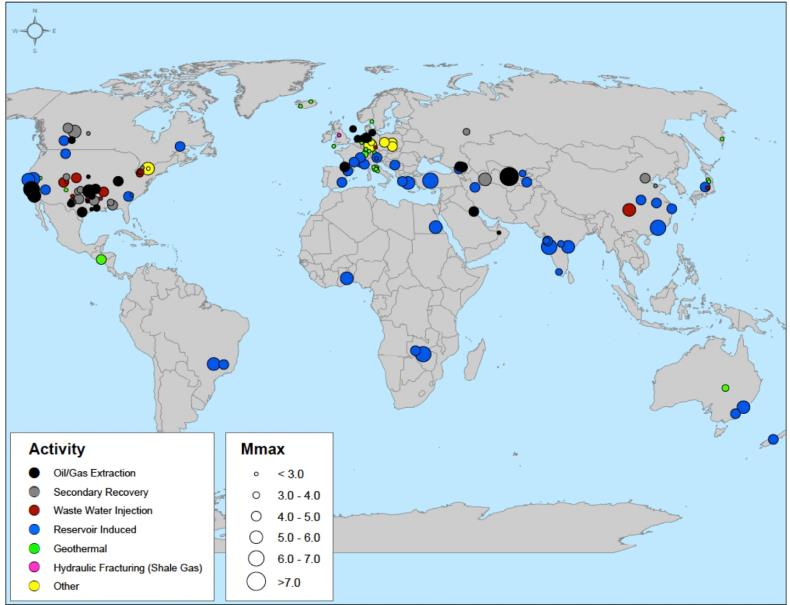 N
W
E
S
Activity
Oil/Gas Extraction
Secondary Recovery
Waste Water Injection
Reservoir Induced
Geothermal
Hydraulic Fracturing (Shale Gas)
Other
Mmax
< 3.0
3.0 - 4.0
4.0 - 5.0
5.0 - 6.0
6.0 - 7.0
>7.0